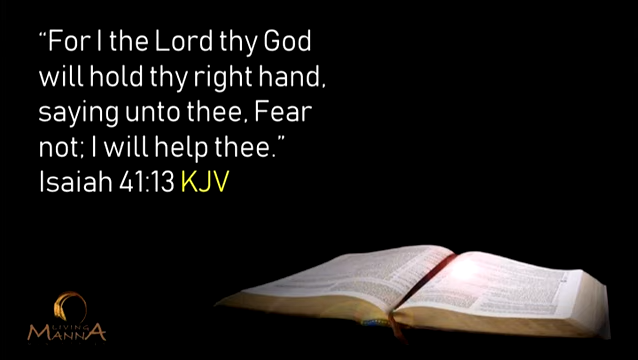 “For I the Lord thy God
will hold thy right hand,
saying unto thee, Fear
not; I will help thee.”
Isaiah 41:13 KJV
LIVING
MANNA